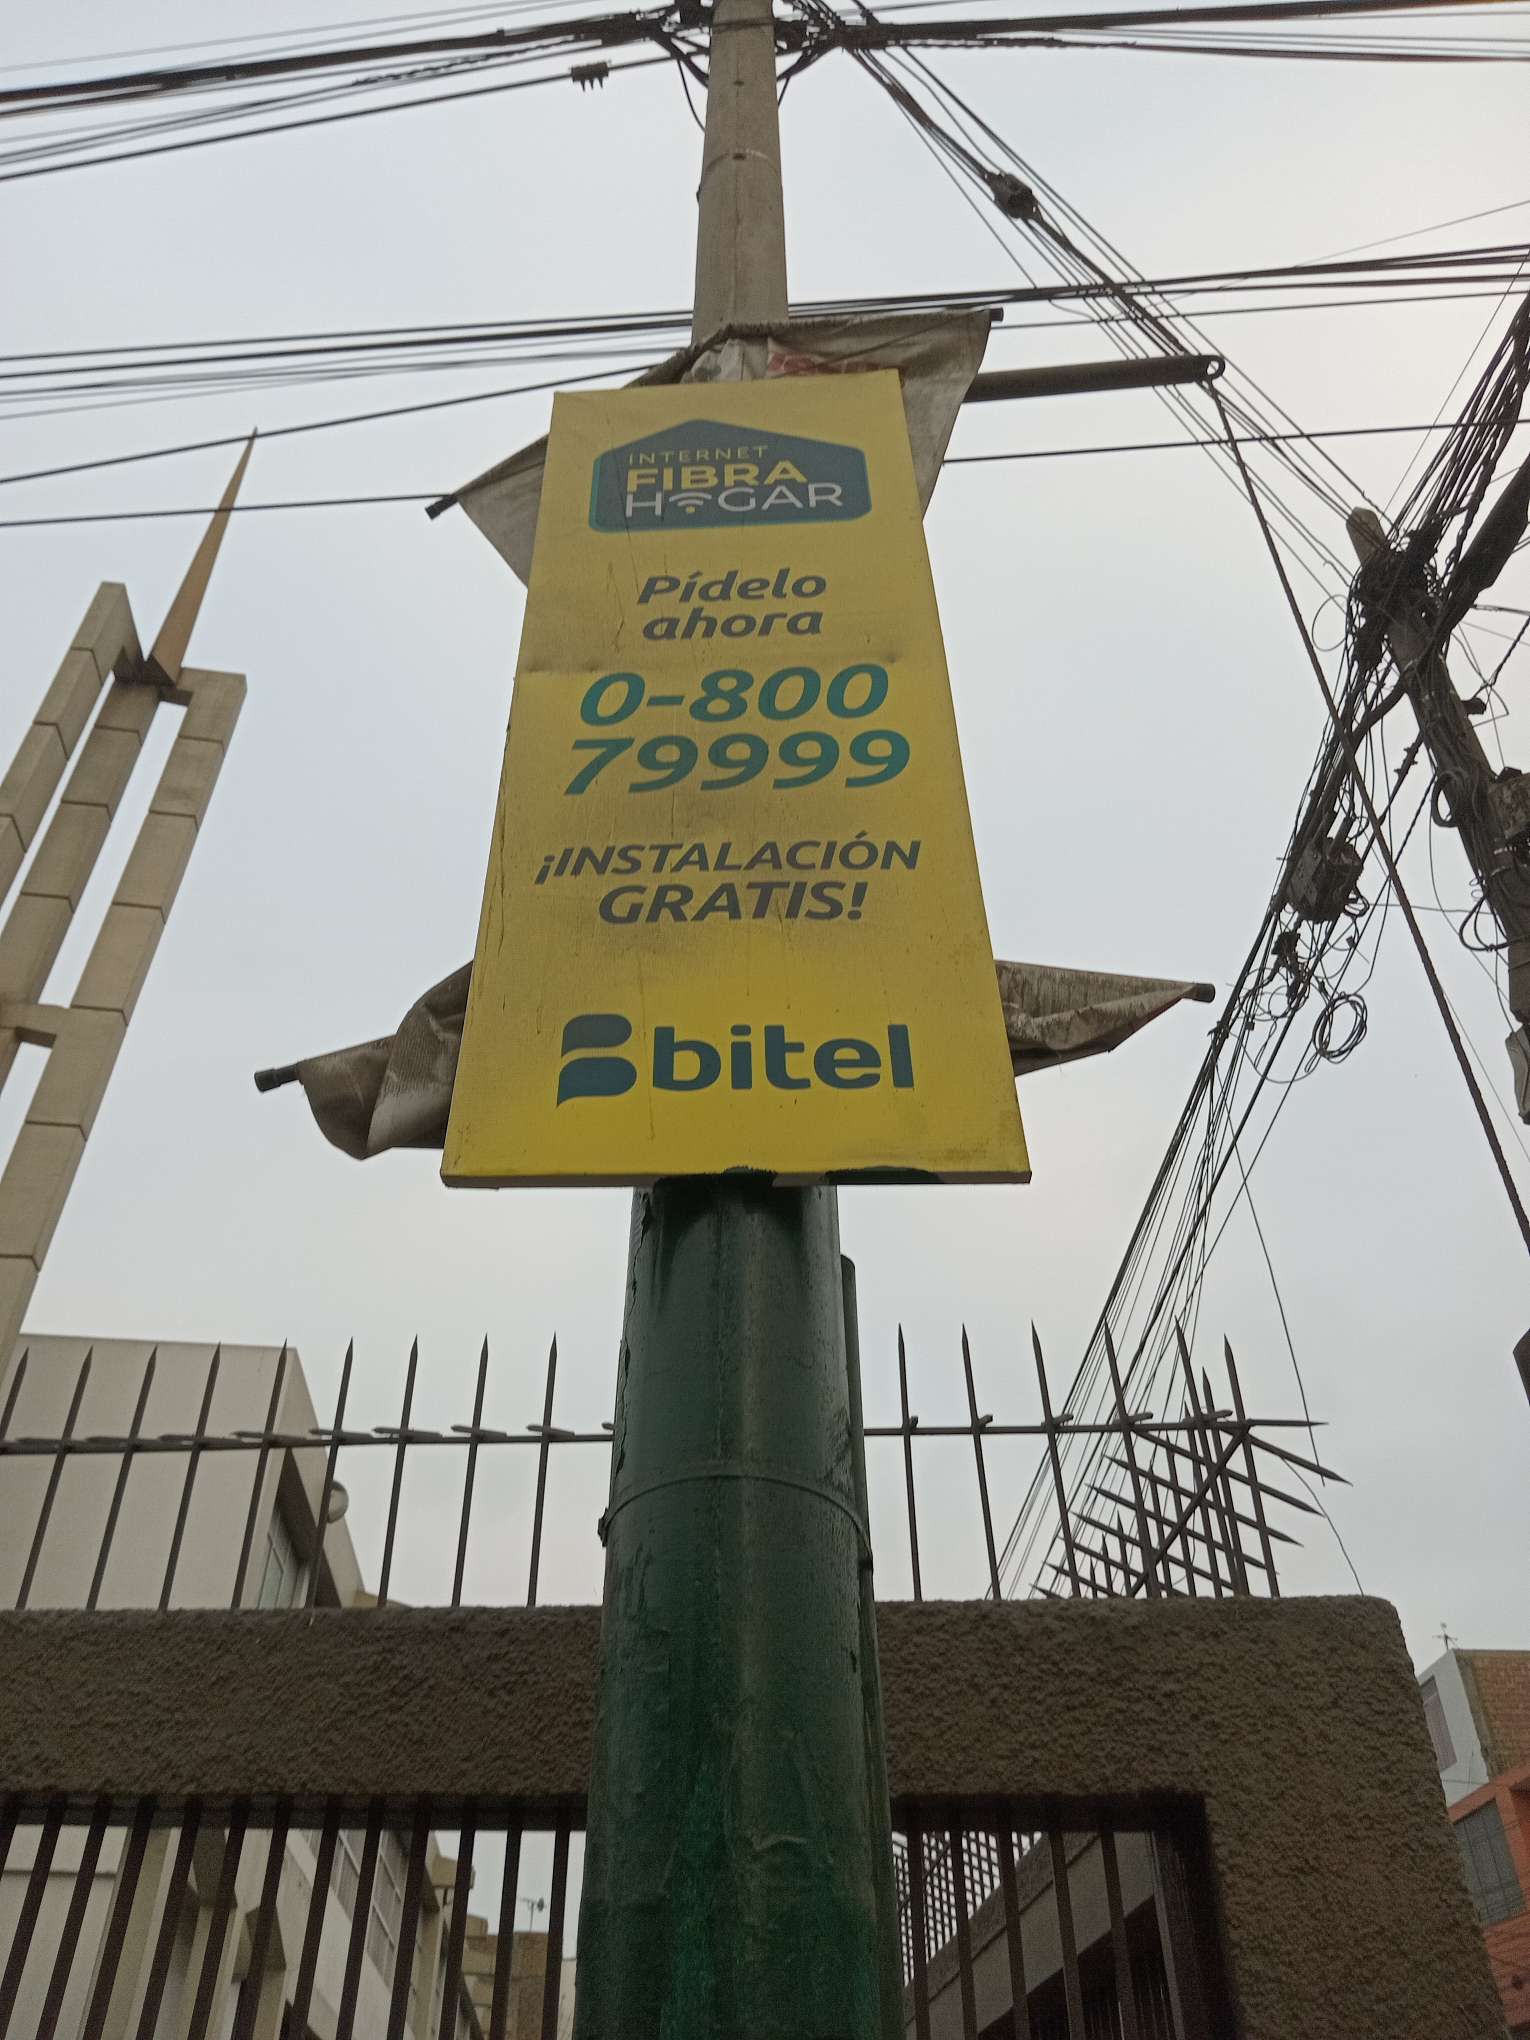 INTERNET
FIBRA
HOGAR
Pídelo
ahora
0-800
79999
¡INSTALACIÓN
GRATIS!
bitel